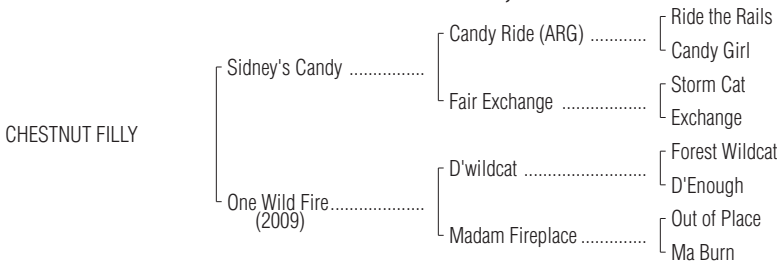 Ride the Rails
Candy Ride (ARG) ............
Candy Girl
Sidney's Candy ................
Storm Cat
Fair Exchange .................
Exchange
CHESTNUT FILLY
Forest Wildcat
D'wildcat ........................
D'Enough
One Wild Fire...................
(2009)
Out of Place
Madam Fireplace .............
Ma Burn